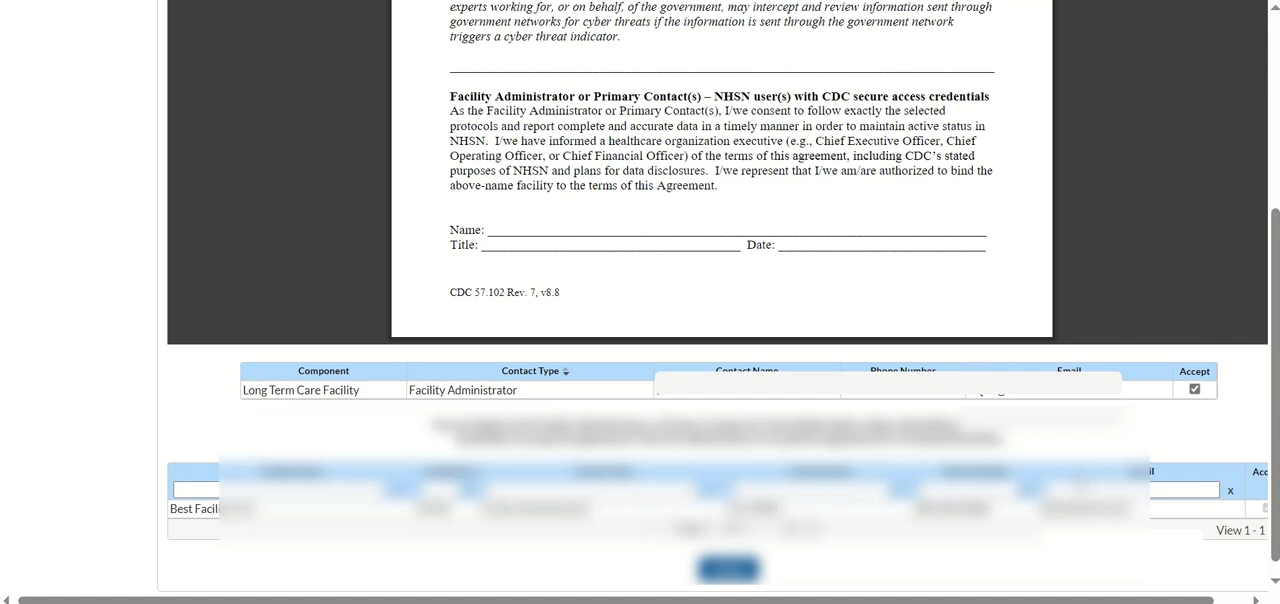 experts working for, or on behalf, of the government, may intercept and review information sent through
government networks for cyber threats if the information is sent through the government network
triggers a cyber threat indicator.
Facility Administrator or Primary Contact(s) – NHSN user(s) with CDC secure access credentials
As the Facility Administrator or Primary Contact(s), I/we consent to follow exactly the selected
protocols and report complete and accurate data in a timely manner in order to maintain active status in
NHSN. I/we have informed a healthcare organization executive (e.g., Chief Executive Officer, Chief
Operating Officer, or Chief Financial Officer) of the terms of this agreement, including CDC's stated
purposes of NHSN and plans for data disclosures. I/we represent that I/we am/are authorized to bind the
above-name facility to the terms of this Agreement.
Name:
Title: Date:
CDC 57.102 Rev. 7, v8.8
Component Contact Type Contact Name Phone Number Email Accept
Long Term Care Facility Facility Administrator
x
Best
View 1 - 1